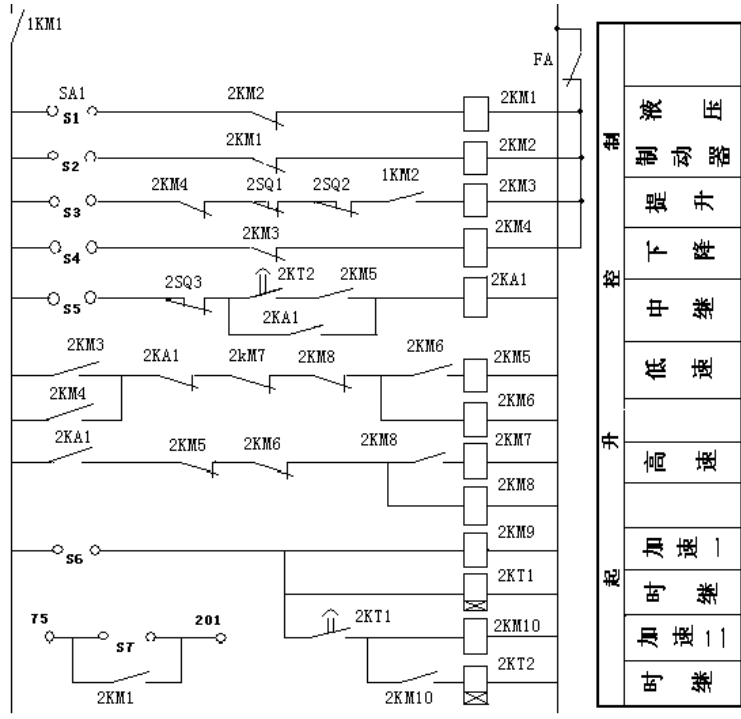 1KM1
FA
SA1
2KM2
2KM1
S1
2KM1
2KM2
S2
2KM4
2SQ1
2SQ2
1KM2
2KM3
S3
2KM3
2KM4
S4
2SQ3
2KT2
2KM5
2KA1
S5
2KA1
2KM3
2KA1
2kM7
2KM8
2KM6
2KM5
2KM4
2KM6
2KA1
2KM5
2KM6
2KM8
2KM7
2KM8
S6
2KM9
2KT1
75
201
2KT1
2KM10
S7
2KT2
2KM1
2KM10
起升控制
液压
制动器
提升
下降
中继
低速
高速
加速一
时继
加速二
时继